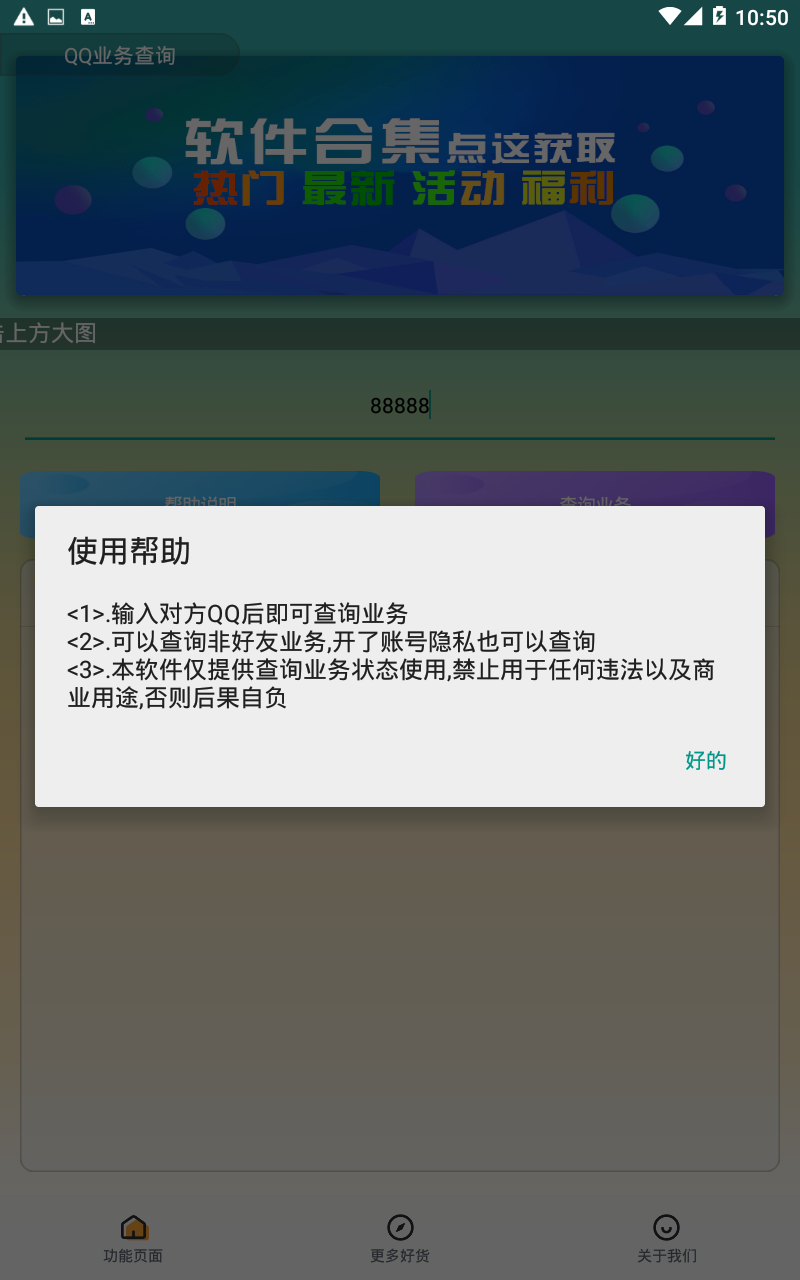 10:50
QQ业务查询
软件合集点这获取
热门 最新 活动 福利
击上方大图
88888
帮助说明
查询业务
使用帮助
<1>.输入对方QQ后即可查询业务
<2>.可以查询非好友业务,开了账号隐私也可以查询
<3>.本软件仅提供查询业务状态使用,禁止用于任何违法以及商
业用途,否则后果自负
好的
功能页面
更多好货
关于我们